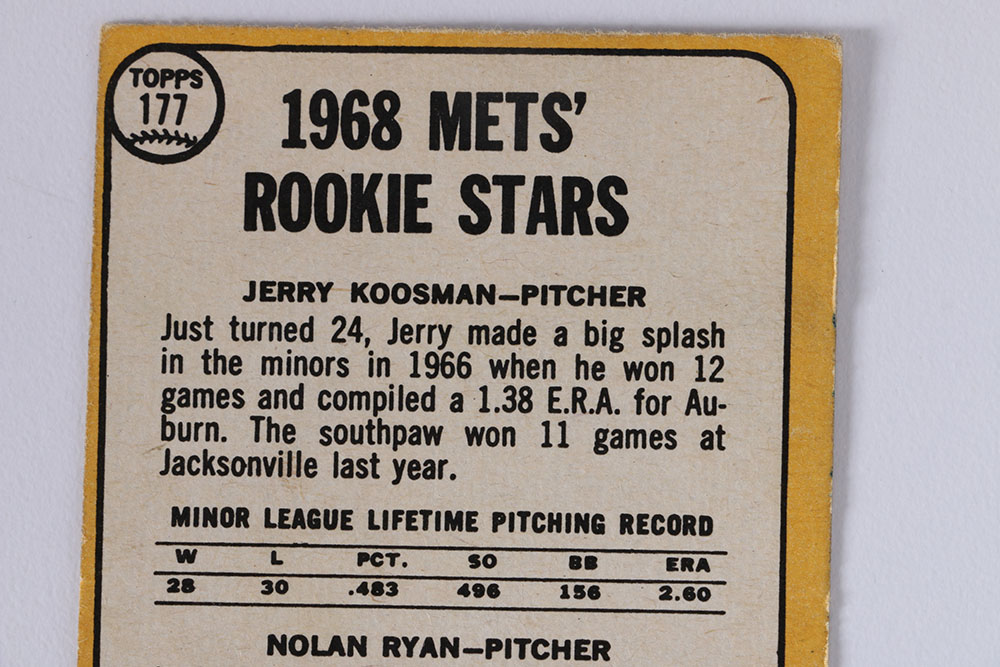 TOPPS
177
1968 METS'
ROOKIE STARS
JERRY KOOSMAN—PITCHER
Just turned 24, Jerry made a big splash
in the minors in 1966 when he won 12
games and compiled a 1.38 E.R.A. for Au-
burn. The southpaw won 11 games at
Jacksonville last year.
MINOR LEAGUE LIFETIME PITCHING RECORD
W L PCT. SO BB ERA
28 30 .483 496 156 2.60
NOLAN RYAN—PITCHER